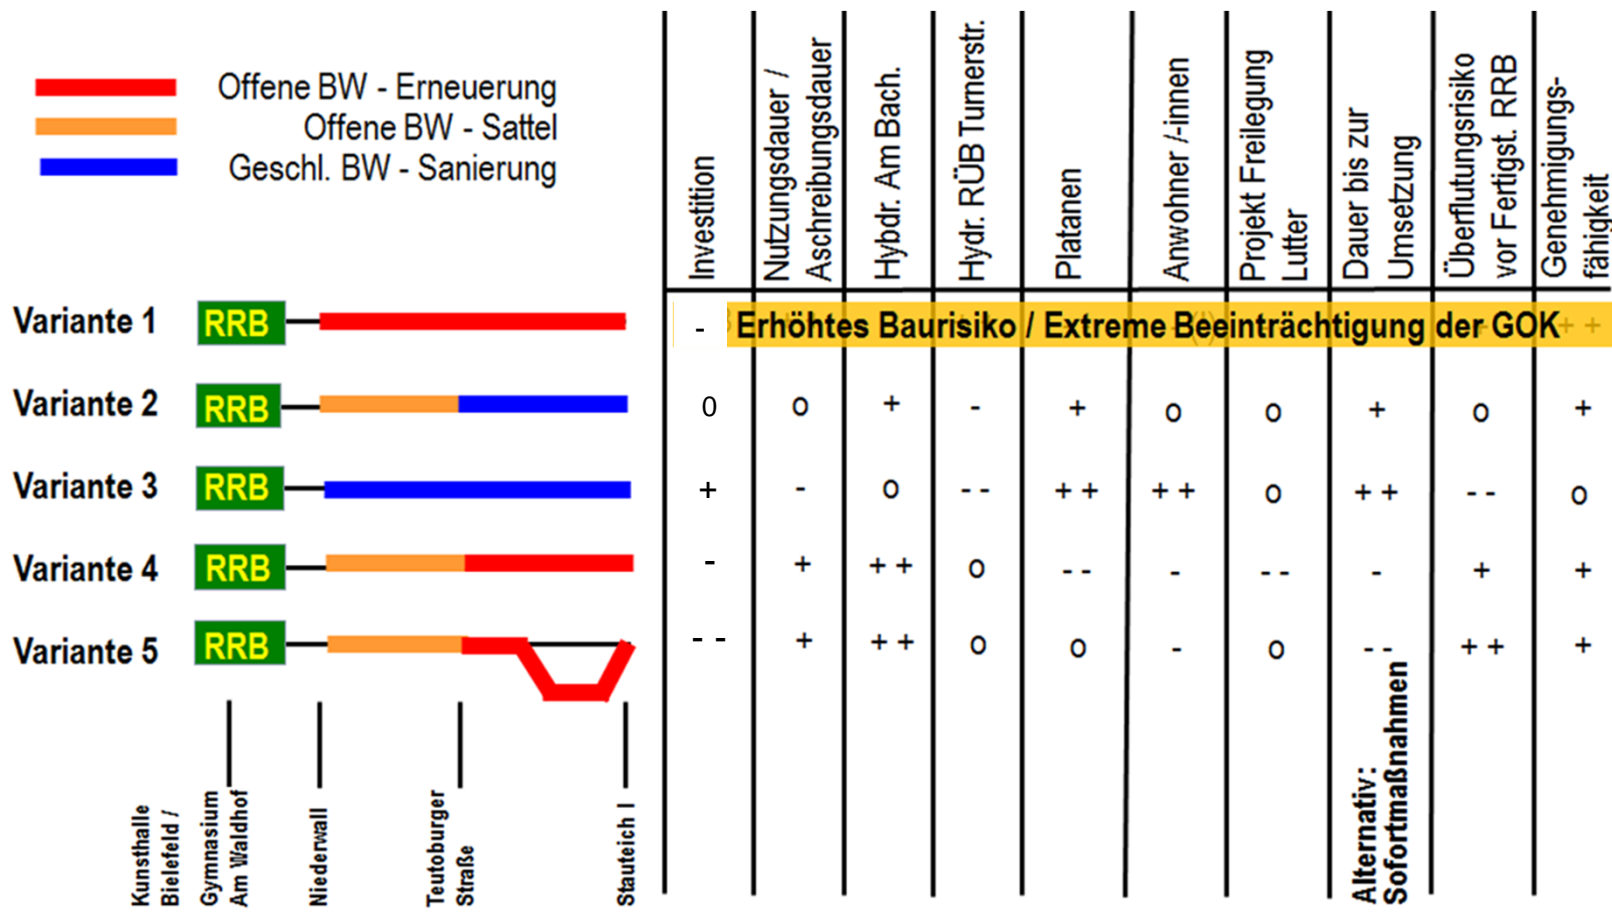 Offene BW - Erneuerung
Offene BW - Sattel
Geschl. BW - Sanierung
Investition
Nutzungsdauer /
Aschreibungsdauer
Hybdr. Am Bach.
Hydr. RÜB Turnerstr.
Platanen
Anwohner /-innen
Projekt Freilegung
Lutter
Dauer bis zur
Umsetzung
Überflutungsrisiko
vor Fertigst. RRB
Genehmigungs-
fähigkeit
Variante 1 RRB - Erhöhtes Baurisiko / Extreme Beeinträchtigung der GOK
Variante 2 RRB 0 o + - + o o + o +
Variante 3 RRB + - o - - + + + + o + + - - o
Variante 4 RRB - + + + o - - - - - - + +
Variante 5 RRB - - + + + o o - o - - + + +
Kunsthalle
Bielefeld /
Gymnasium
Am Waldhof
Niederwall
Teutoburger
Straße
Stauteich I
Alternativ:
Sofortmaßnahmen